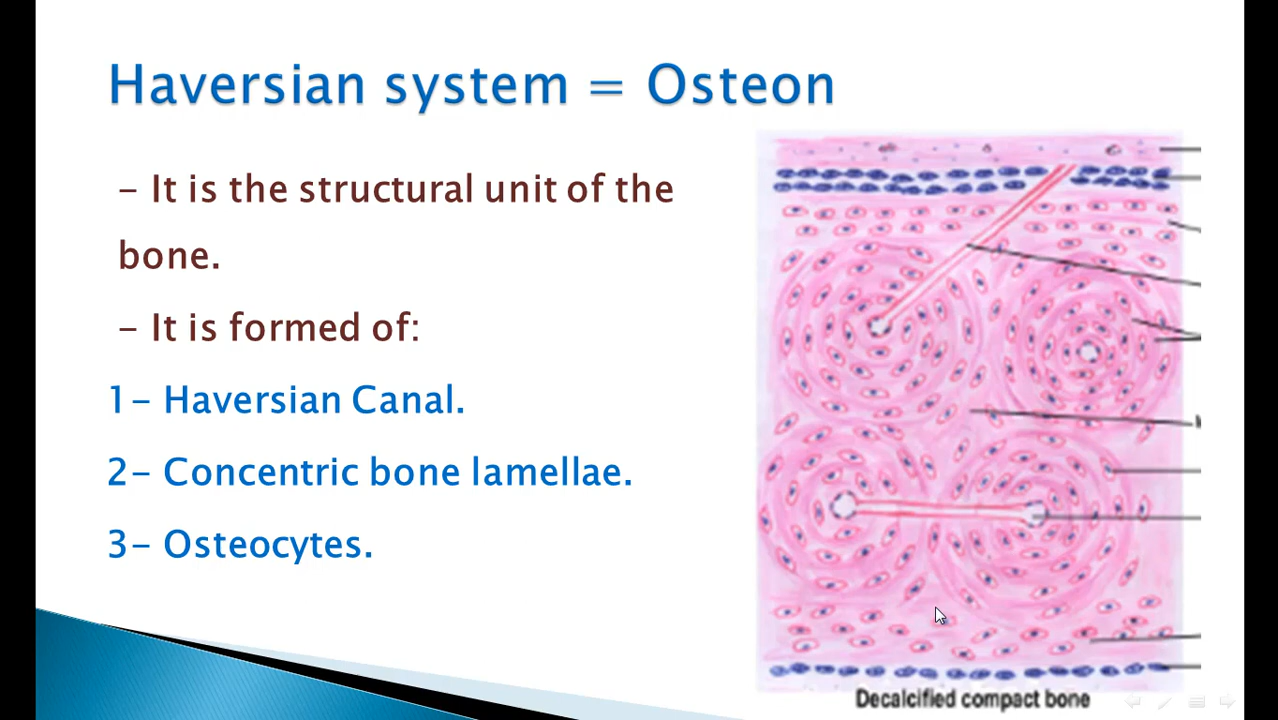 Haversian system = Osteon
– It is the structural unit of the
bone.
– It is formed of:
1– Haversian Canal.
2– Concentric bone lamellae.
3– Osteocytes.
Decalcified compact bone